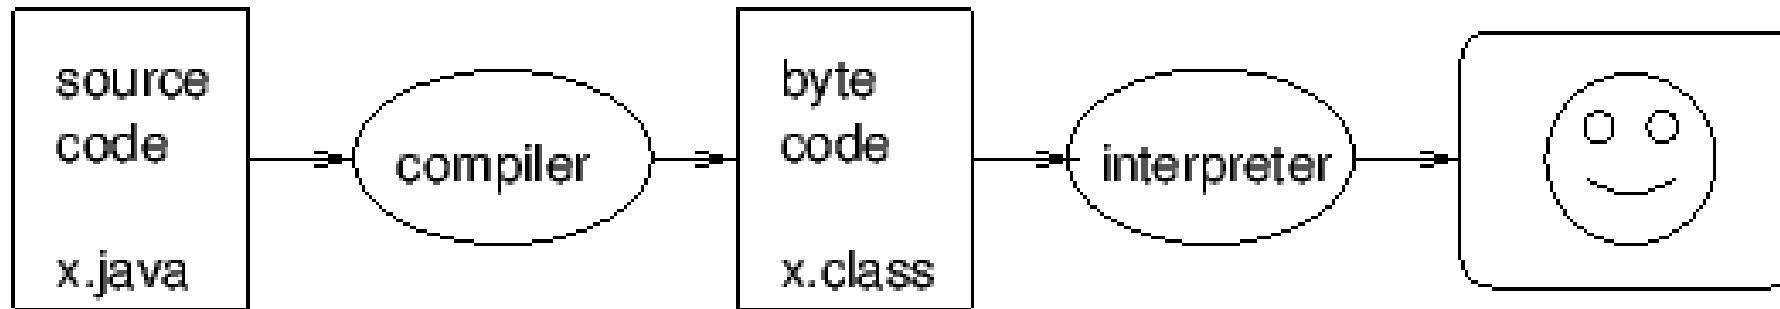 source
code
x.java
compiler
byte
code
x.class
interpreter